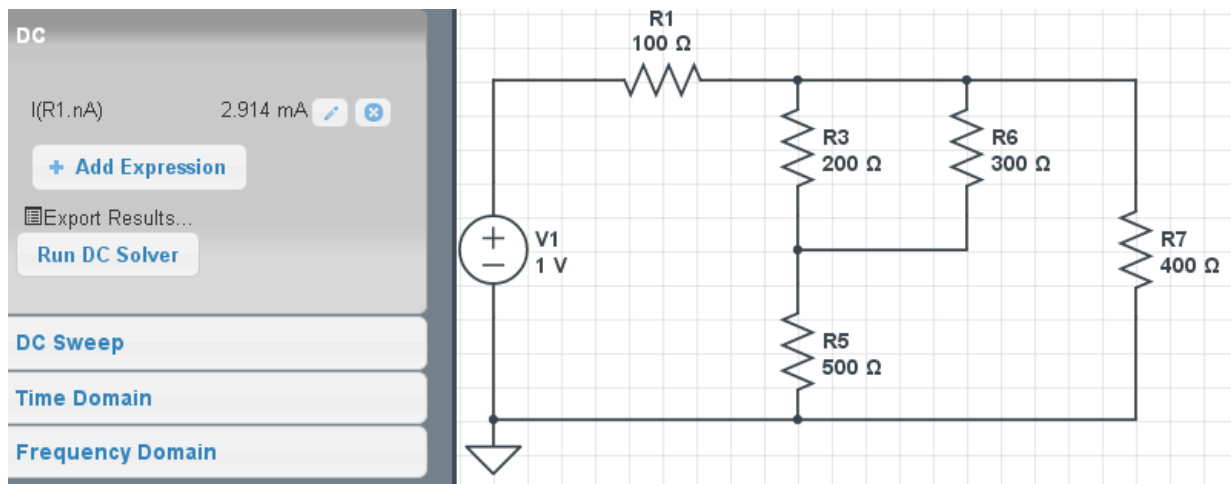 DC
I(R1.nA) 2.914 mA
+ Add Expression
Export Results...
Run DC Solver
DC Sweep
Time Domain
Frequency Domain
R1
100 Ω
R3
200 Ω
R6
300 Ω
V1
1 V
R7
400 Ω
R5
500 Ω